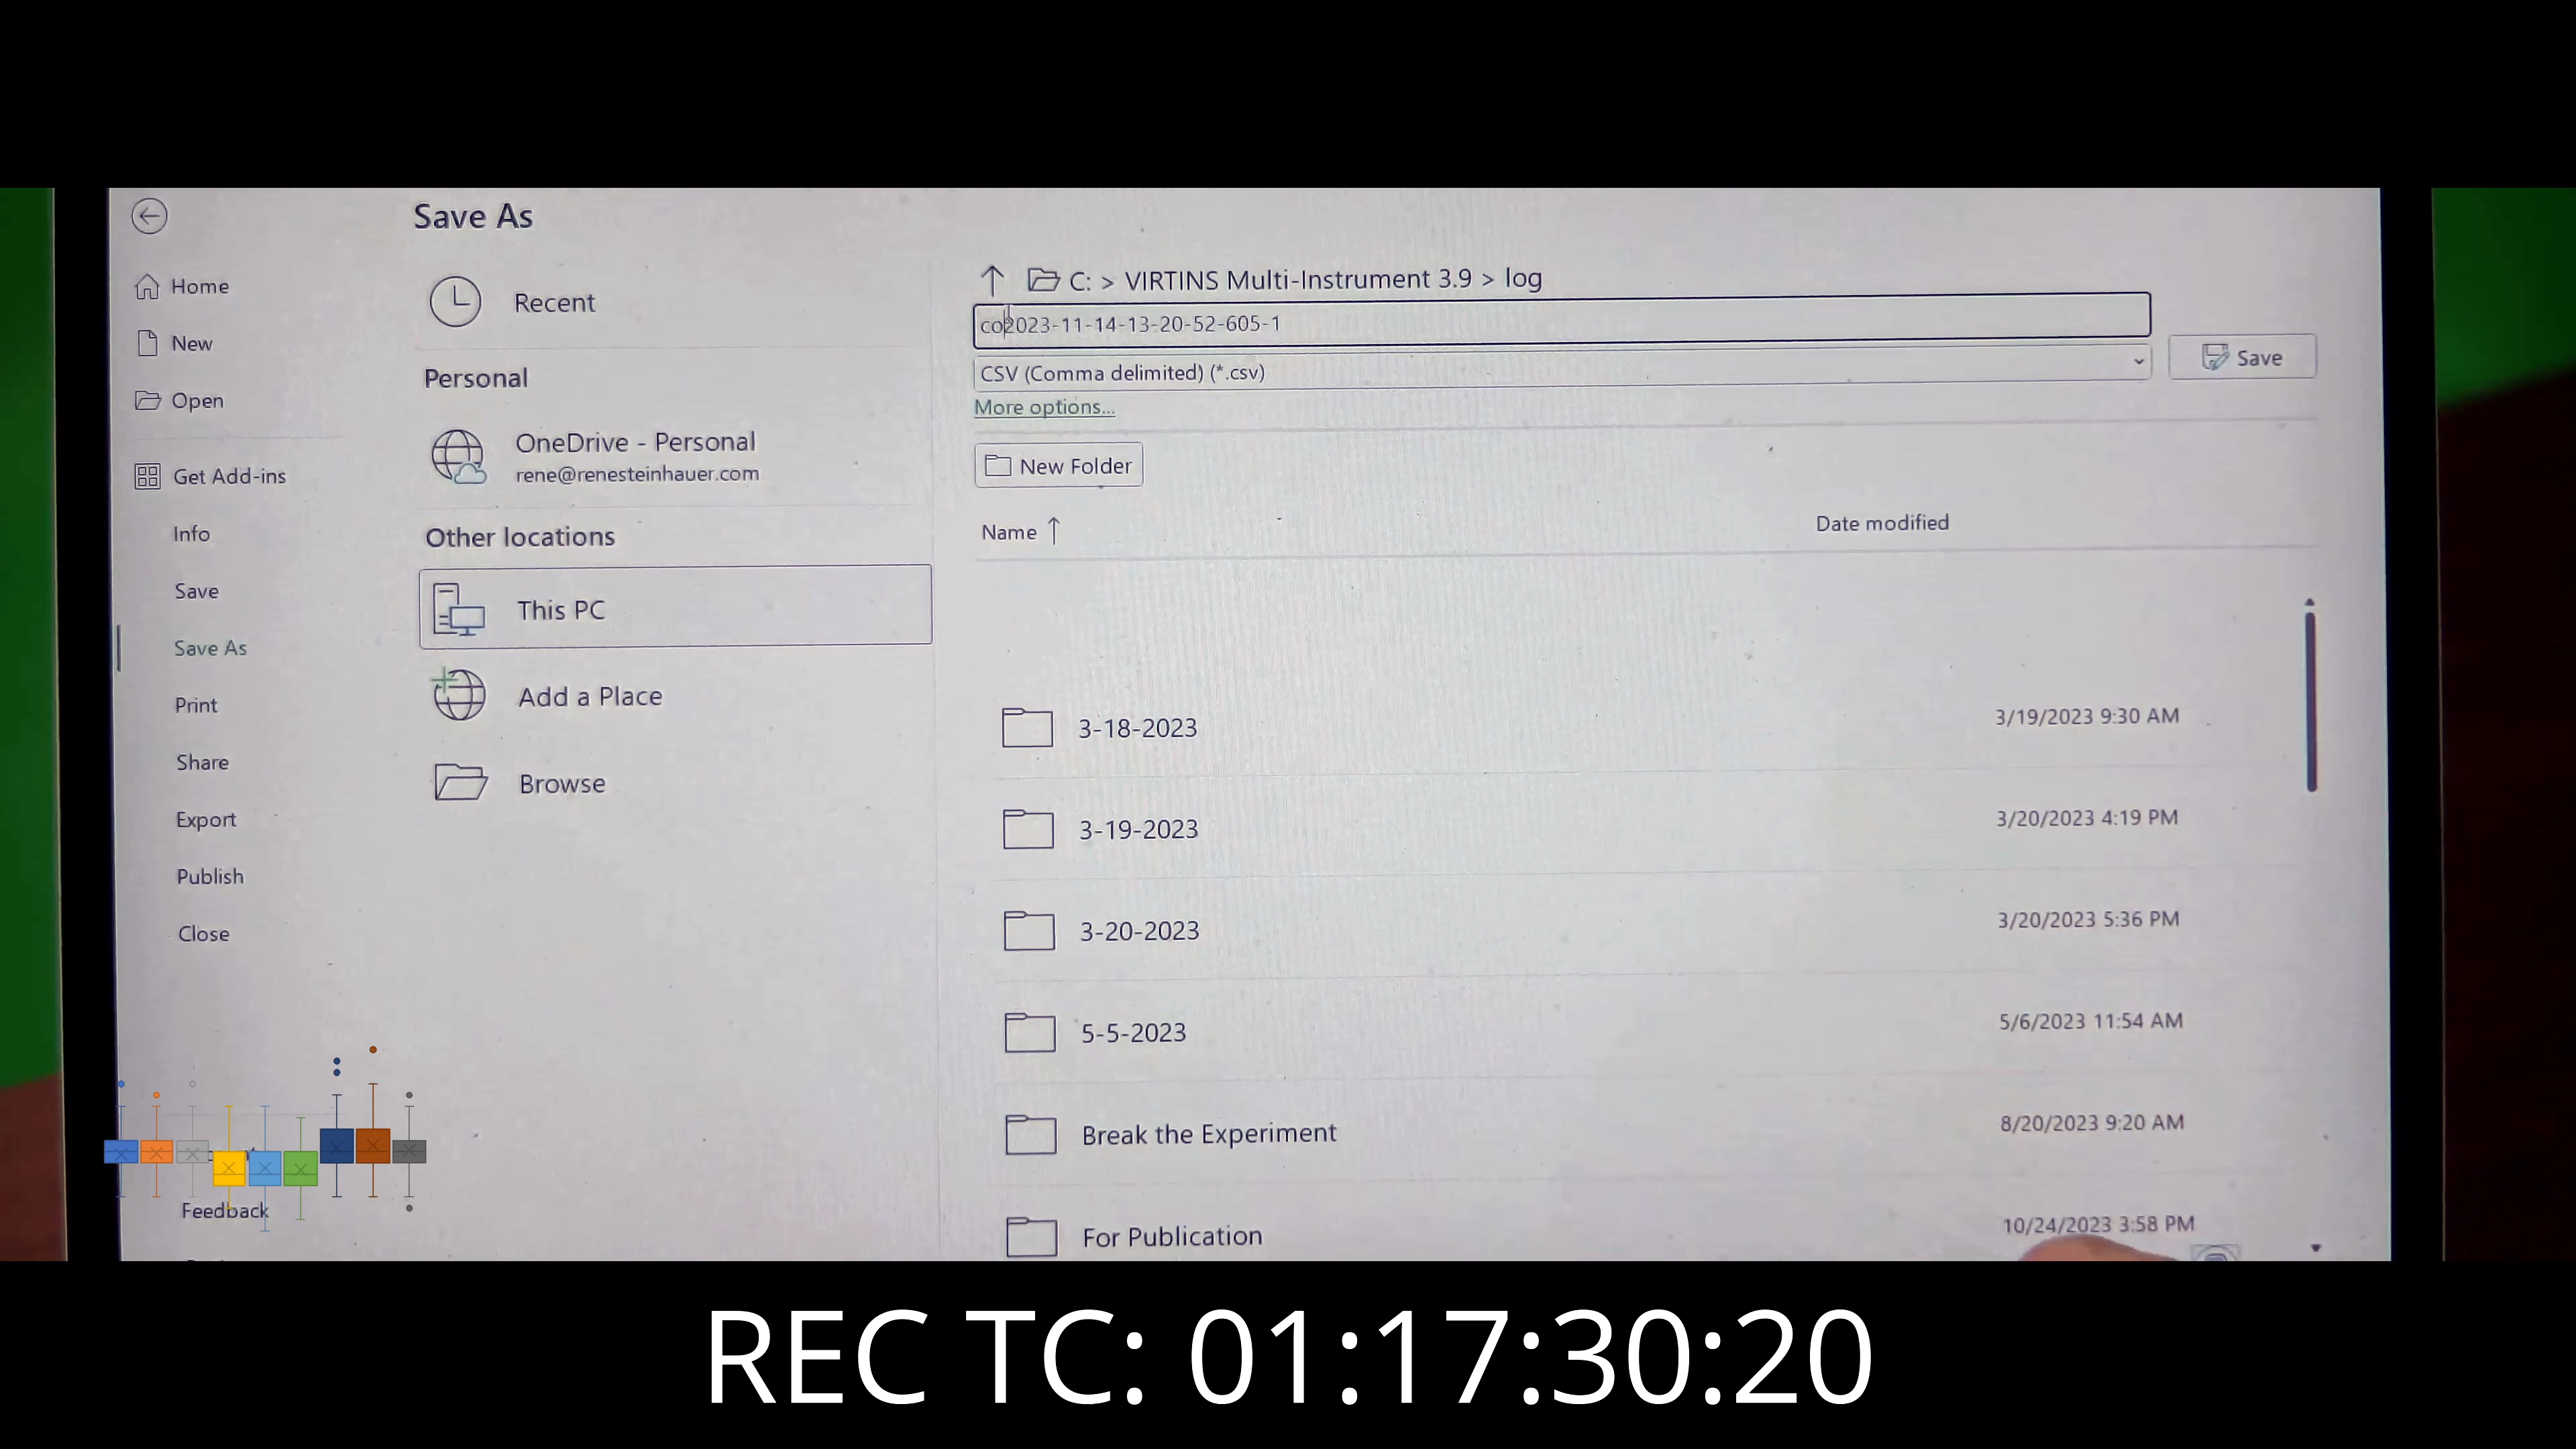 Save As
Home
New
Open
Get Add-ins
Info
Save
Save As
Print
Share
Export
Publish
Close
Feedback
Recent
Personal
OneDrive - Personal
rene@renesteinhauer.com
Other locations
This PC
Add a Place
Browse
C: > VIRTINS Multi-Instrument 3.9 > log
co2023-11-14-13-20-52-605-1
CSV (Comma delimited) (*.csv)
Save
More options...
New Folder
Name ↑ Date modified
3-18-2023 3/19/2023 9:30 AM
3-19-2023 3/20/2023 4:19 PM
3-20-2023 3/20/2023 5:36 PM
5-5-2023 5/6/2023 11:54 AM
Break the Experiment 8/20/2023 9:20 AM
For Publication 10/24/2023 3:58 PM
REC TC: 01:17:30:20